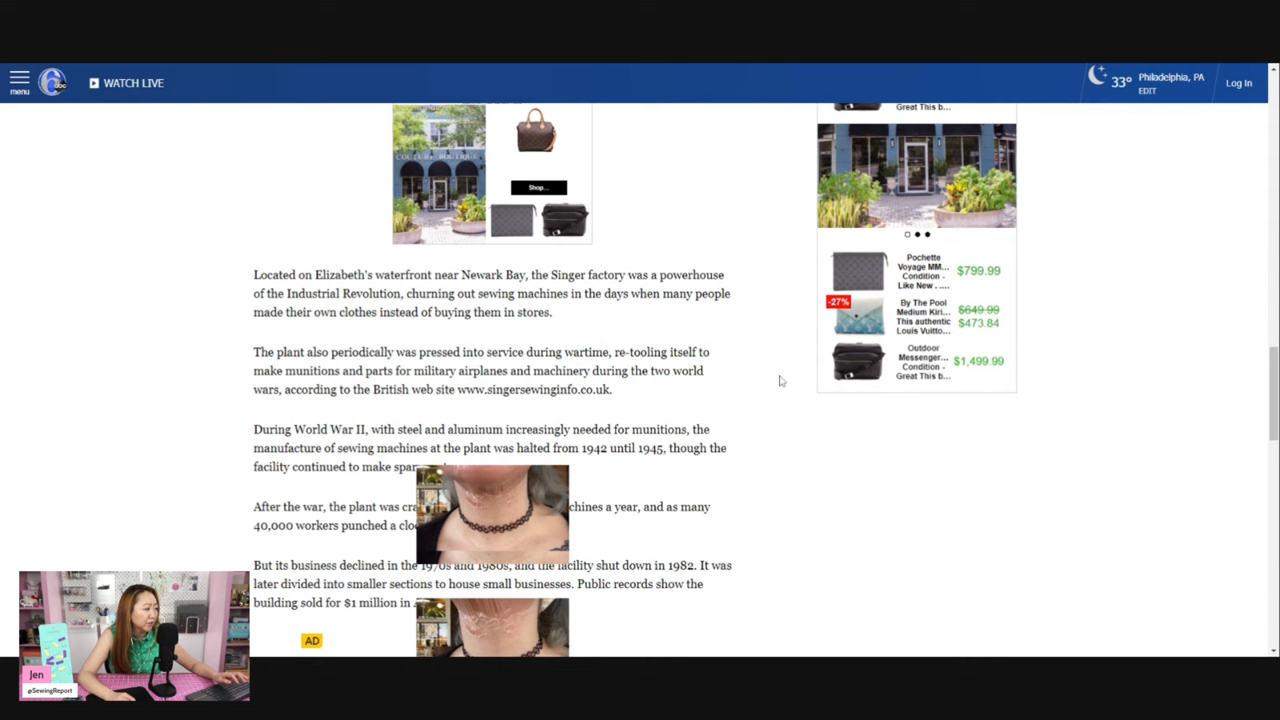 menu
6
abc
WATCH LIVE
33°
Philadelphia, PA
EDIT
Log In
COUTURE BOUTIQUE
Shop...
Great This b...
Pochette
Voyage MM...
Condition -
Like New . ....
$799.99
-27%
By The Pool
Medium Kiri...
This authentic
Louis Vuitto...
$649.99
$473.84
Outdoor
Messenger...
Condition -
Great This b...
$1,499.99
Located on Elizabeth's waterfront near Newark Bay, the Singer factory was a powerhouse
of the Industrial Revolution, churning out sewing machines in the days when many people
made their own clothes instead of buying them in stores.
The plant also periodically was pressed into service during wartime, re-tooling itself to
make munitions and parts for military airplanes and machinery during the two world
wars, according to the British web site www.singersewinginfo.co.uk.
During World War II, with steel and aluminum increasingly needed for munitions, the
manufacture of sewing machines at the plant was halted from 1942 until 1945, though the
facility continued to make
After the war, the plant was chines a year, and as many
40,000 workers punched a
But its business declined in the 1970s and 1980s, and the facility shut down in 1982. It was
later divided into smaller sections to house small businesses. Public records show the
building sold for $1 million in
AD
Jen
@SewingReport